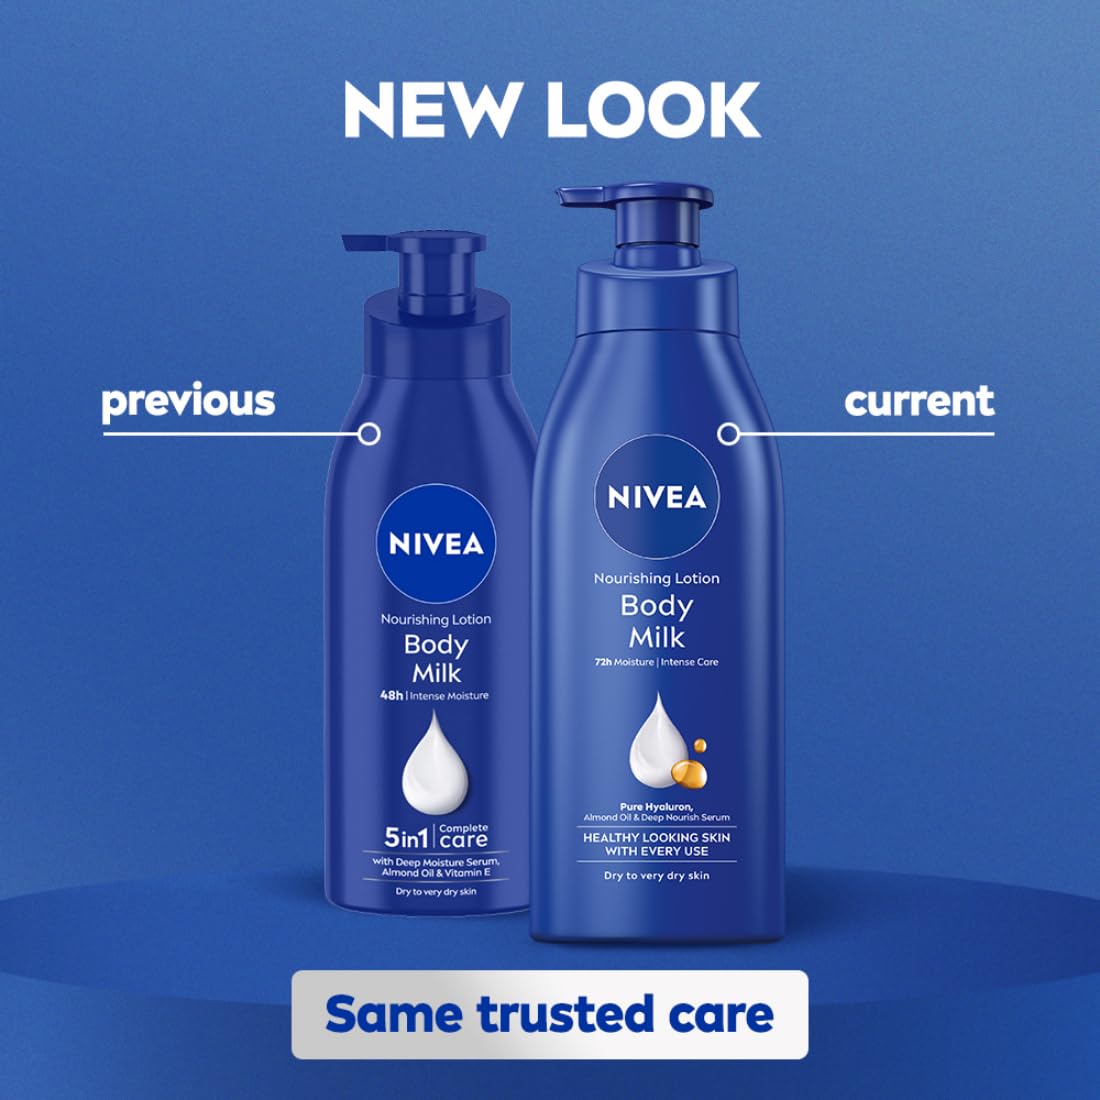 NEW LOOK
previous
current
NIVEA
Nourishing Lotion
Body
Milk
48h | Intense Moisture
5in1 | Complete care
with Deep Moisture Serum,
Almond Oil & Vitamin E
Dry to very dry skin
NIVEA
Nourishing Lotion
Body
Milk
72h Moisture | Intense Care
Pure Hyaluron,
Almond Oil & Deep Nourish Serum
HEALTHY LOOKING SKIN
WITH EVERY USE
Dry to very dry skin
Same trusted care